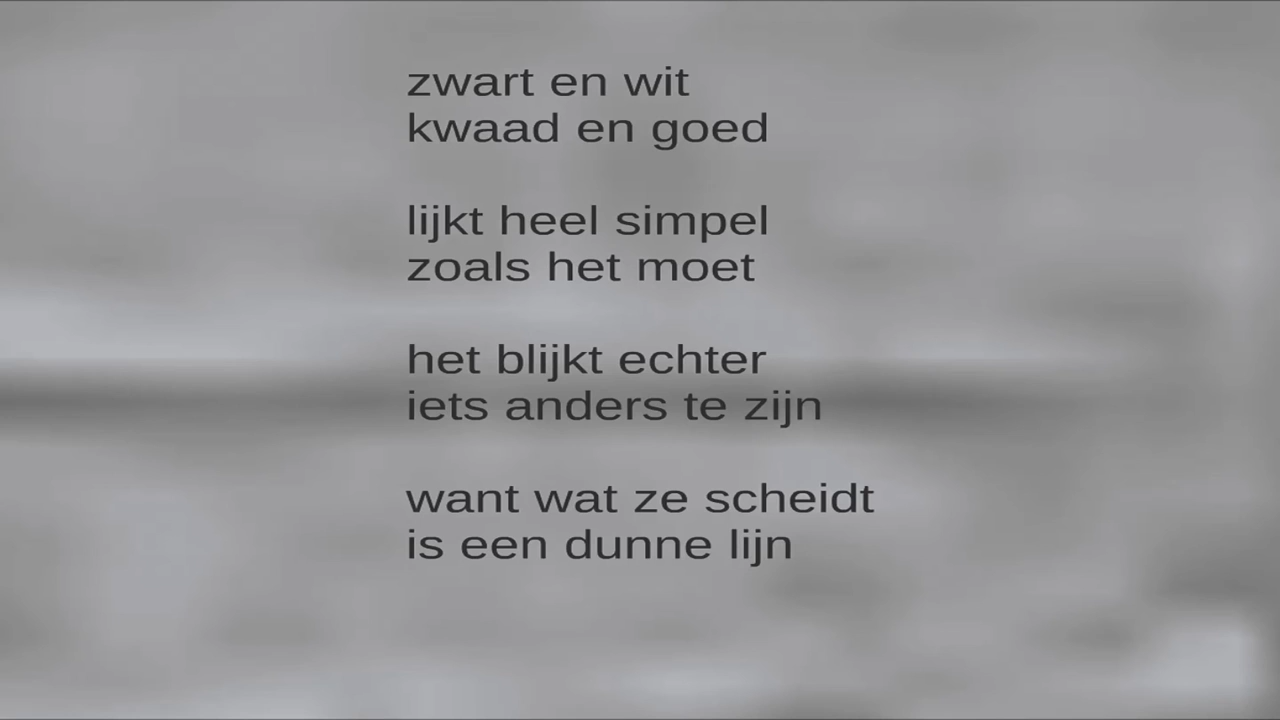 zwart en wit
kwaad en goed
lijkt heel simpel
zoals het moet
het blijkt echter
iets anders te zijn
want wat ze scheidt
is een dunne lijn